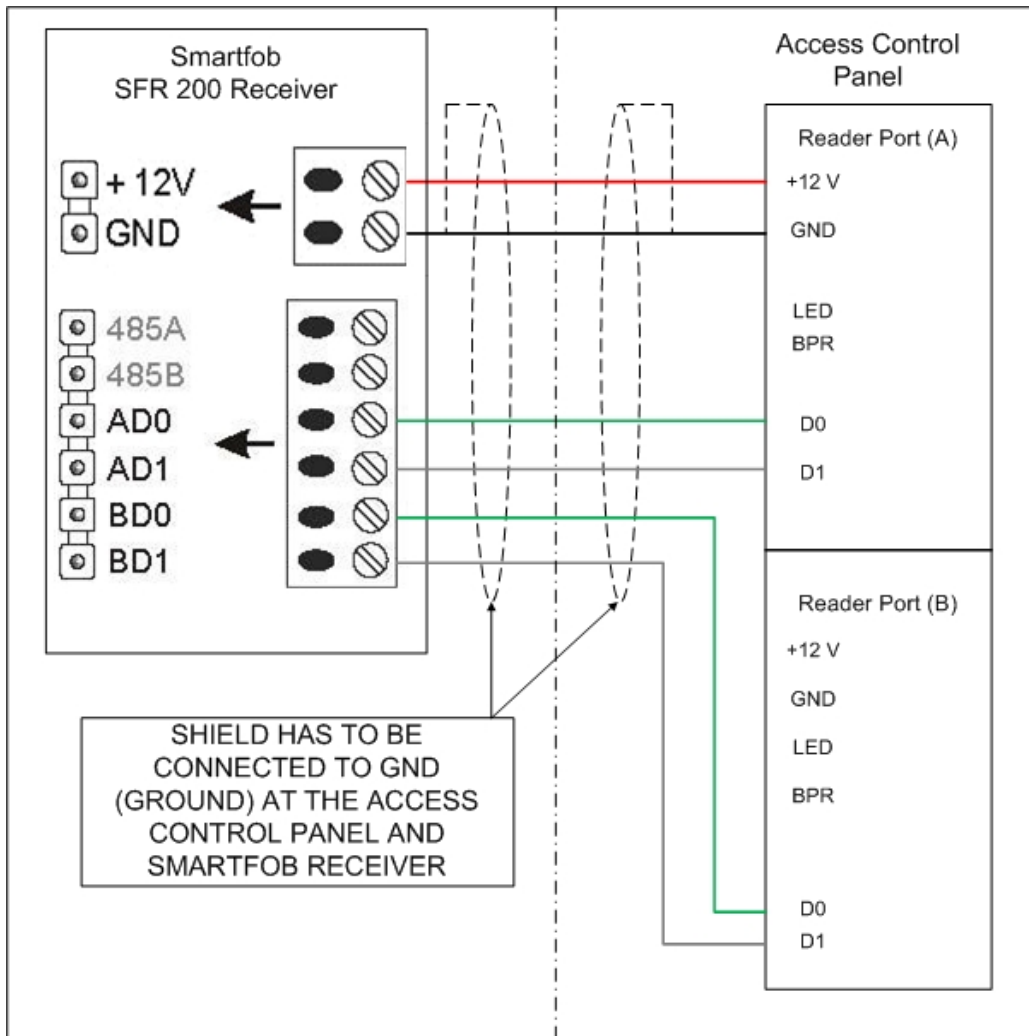 Smartfob
SFR 200 Receiver
+ 12V
GND
485A
485B
AD0
AD1
BD0
BD1
Access Control
Panel
Reader Port (A)
+12 V
GND
LED
BPR
D0
D1
Reader Port (B)
+12 V
GND
LED
BPR
D0
D1
SHIELD HAS TO BE
CONNECTED TO GND
(GROUND) AT THE ACCESS
CONTROL PANEL AND
SMARTFOB RECEIVER